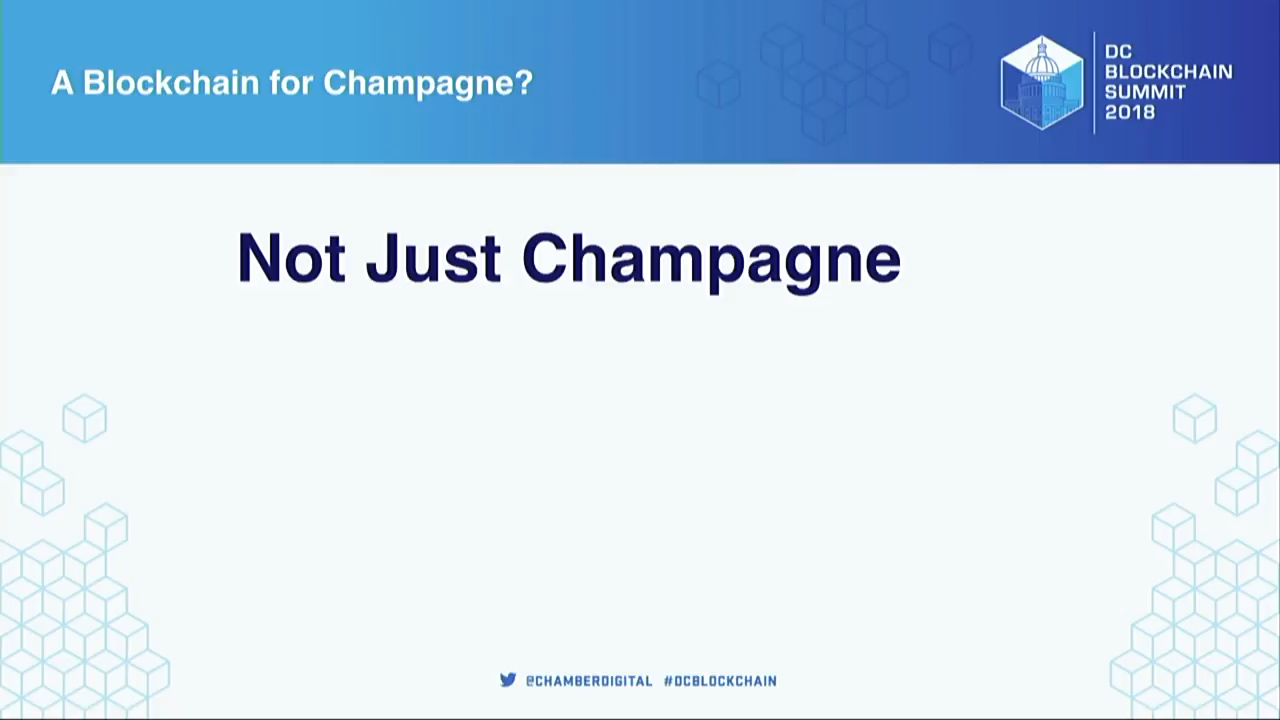 A Blockchain for Champagne?
DC
BLOCKCHAIN
SUMMIT
2018
Not Just Champagne
@CHAMBERDIGITAL #DCBLOCKCHAIN